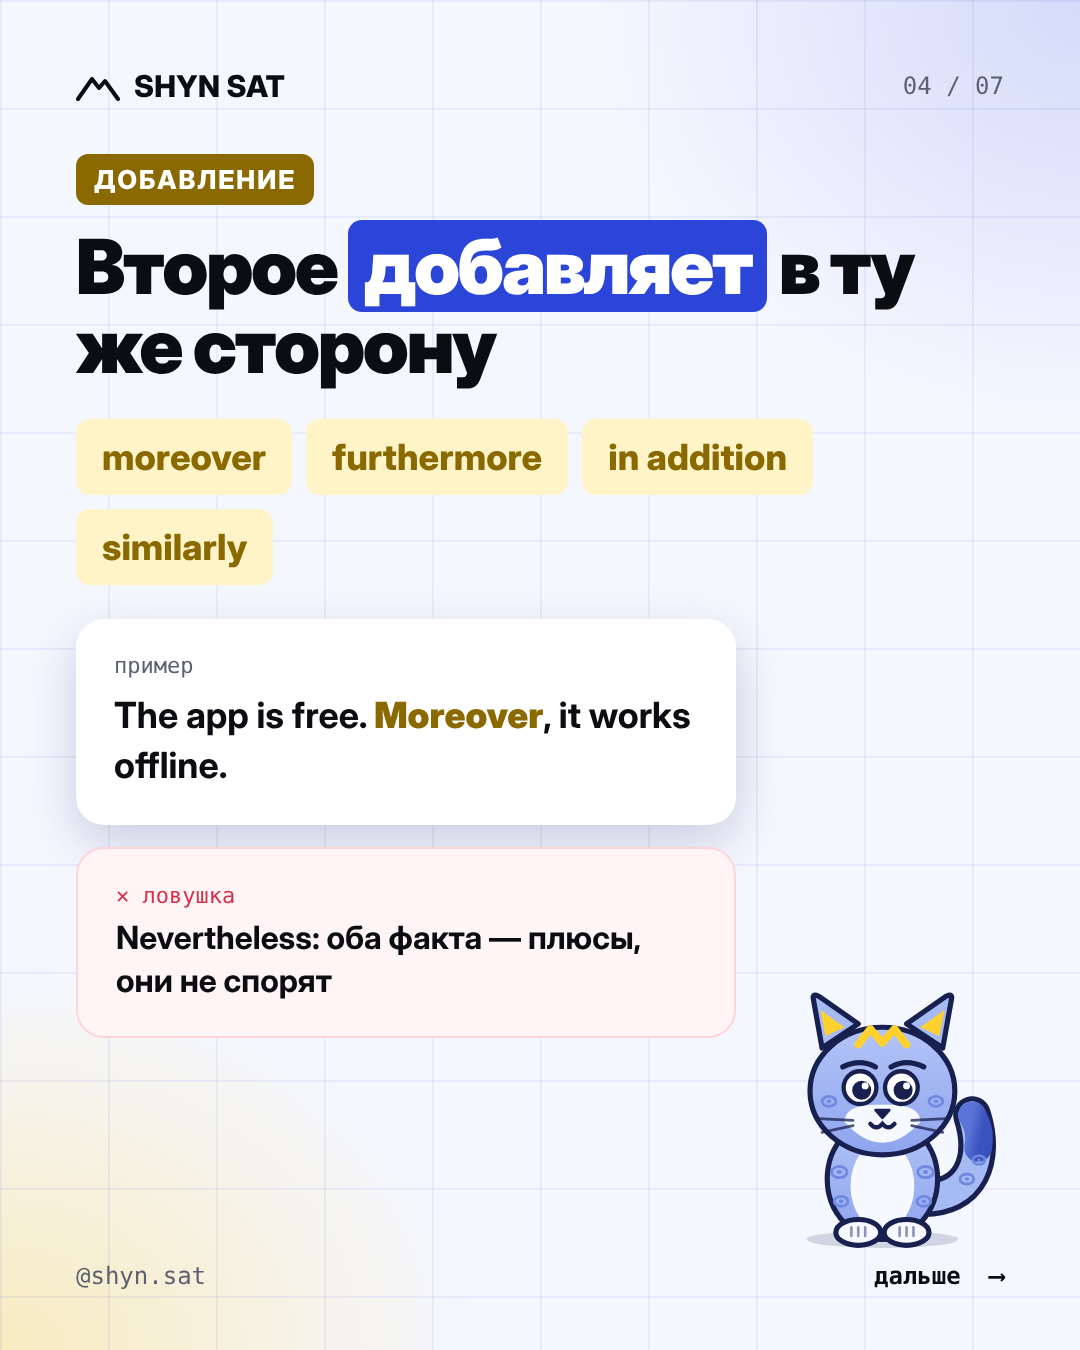 SHYN SAT
04 / 07
ДОБАВЛЕНИЕ
Второе добавляет в ту
же сторону
moreover furthermore in addition
similarly
пример
The app is free. Moreover, it works
offline.
× ловушка
Nevertheless: оба факта — плюсы,
они не спорят
@shyn.sat
дальше →